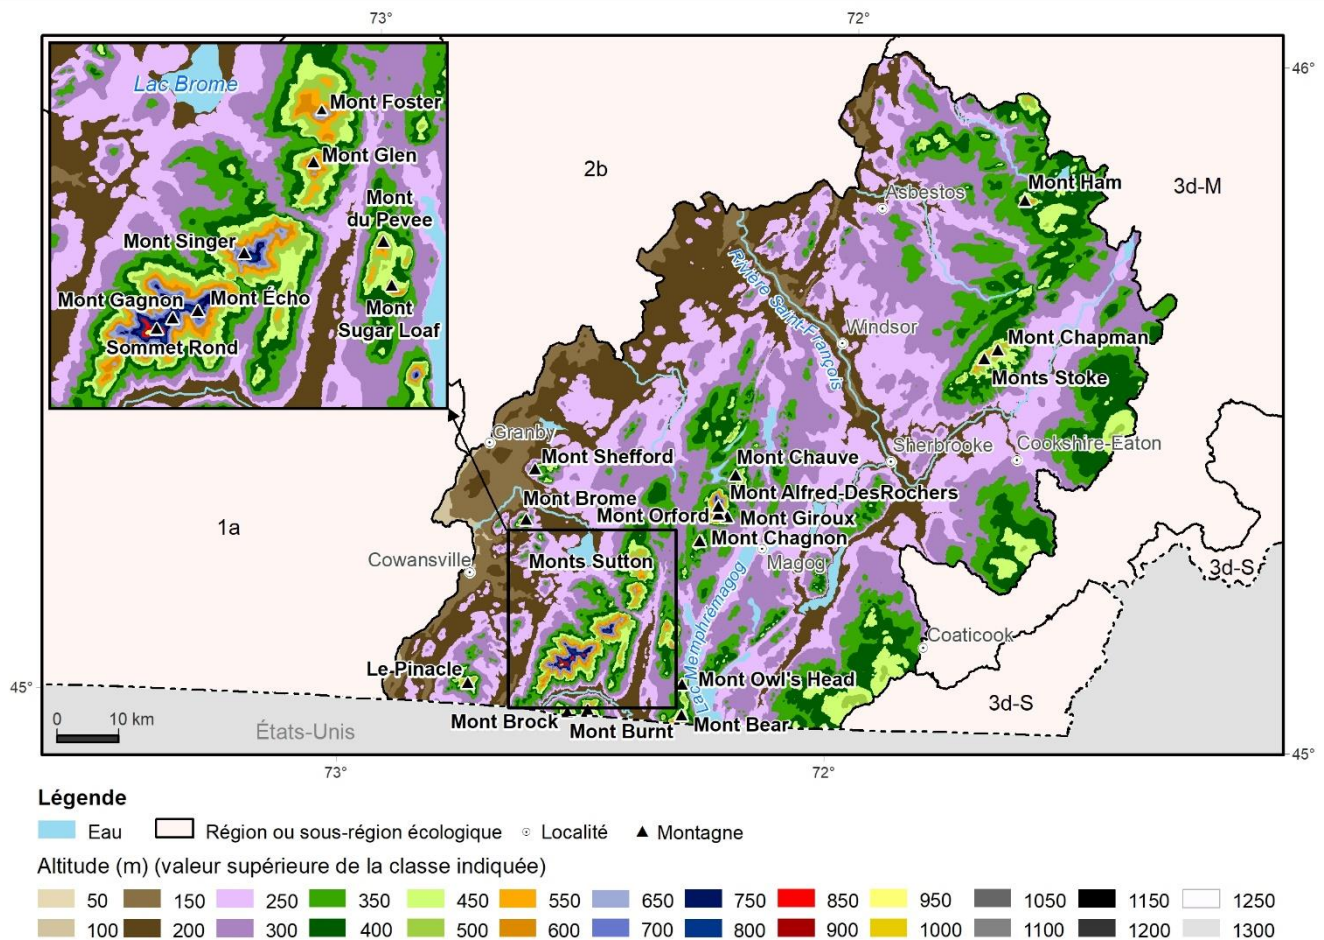 73°
72°
46°
Lac Brome
Mont Foster
Mont Glen
Mont
du Pevee
Mont Singer
Mont Gagnon
Mont Écho
Mont
Sugar Loaf
Sommet Rond
2b
Asbestos
Mont Ham
3d-M
Rivière Saint-François
Windsor
Mont Chapman
Monts Stoke
Granby
Sherbrooke
Cookshire-Eaton
Mont Shefford
Mont Chauve
Mont Brome
Mont Alfred-DesRochers
Mont Orford
Mont Giroux
1a
Mont Chagnon
Cowansville
Monts Sutton
Magog
3d-S
Lac Memphrémagog
Coaticook
Le Pinacle
Mont Owl's Head
45°
3d-S
0 10 km
Mont Brock
Mont Bear
États-Unis
Mont Burnt
45°
73°
72°
Légende
Eau Région ou sous-région écologique Localité Montagne
Altitude (m) (valeur supérieure de la classe indiquée)
50 150 250 350 450 550 650 750 850 950 1050 1150 1250
100 200 300 400 500 600 700 800 900 1000 1100 1200 1300